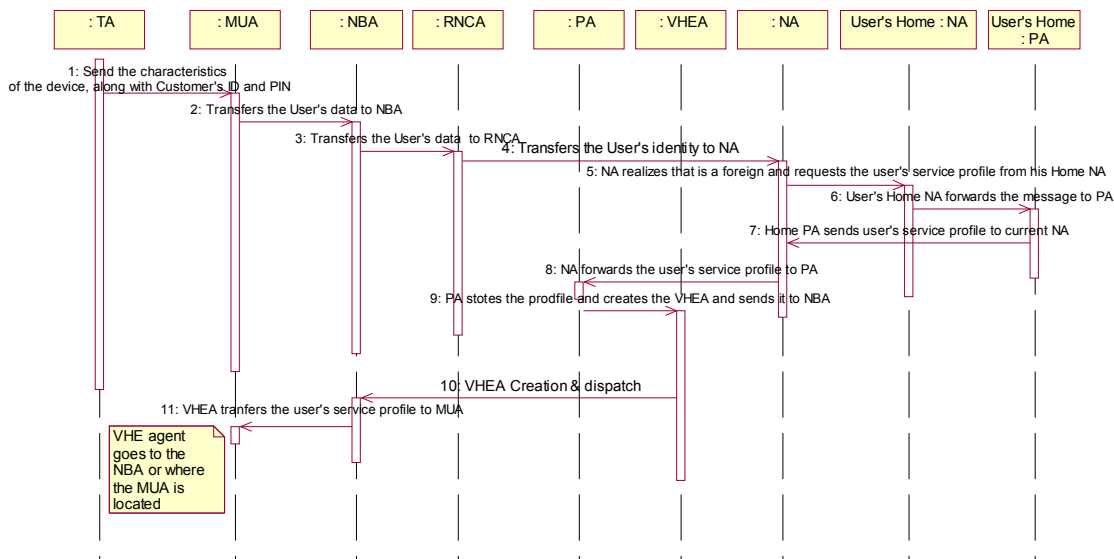 : TA
: MUA
: NBA
: RNCA
: PA
: VHEA
: NA
User's Home : NA
User's Home
: PA
1: Send the characteristics
of the device, along with Customer's ID and PIN
2: Transfers the User's data to NBA
3: Transfers the User's data to RNCA
4: Transfers the User's identity to NA
5: NA realizes that is a foreign and requests the user's service profile from his Home NA
6: User's Home NA forwards the message to PA
7: Home PA sends user's service profile to current NA
8: NA forwards the user's service profile to PA
9: PA stotes the prodfile and creates the VHEA and sends it to NBA
10: VHEA Creation & dispatch
11: VHEA tranfers the user's service profile to MUA
VHE agent
goes to the
NBA or where
the MUA is
located